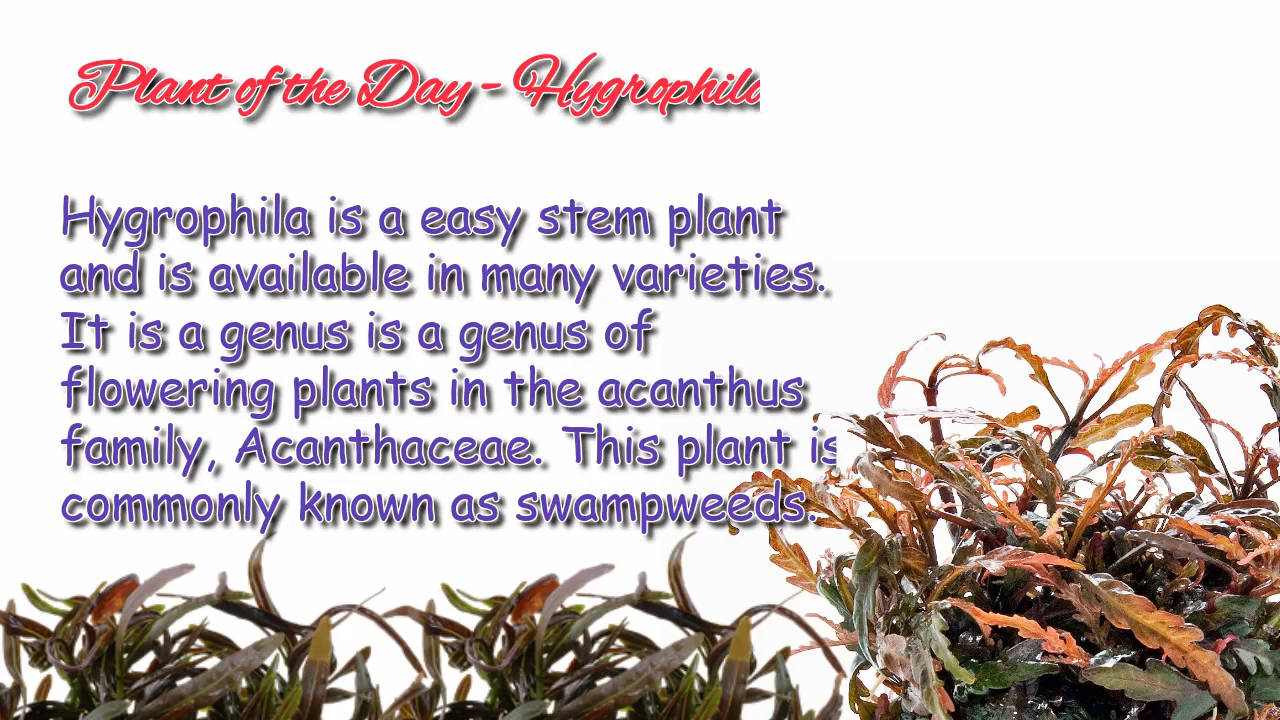 Plant of the Day - Hygrophila
Hygrophila is a easy stem plant
and is available in many varieties.
It is a genus is a genus of
flowering plants in the acanthus
family, Acanthaceae. This plant is
commonly known as swampweeds.